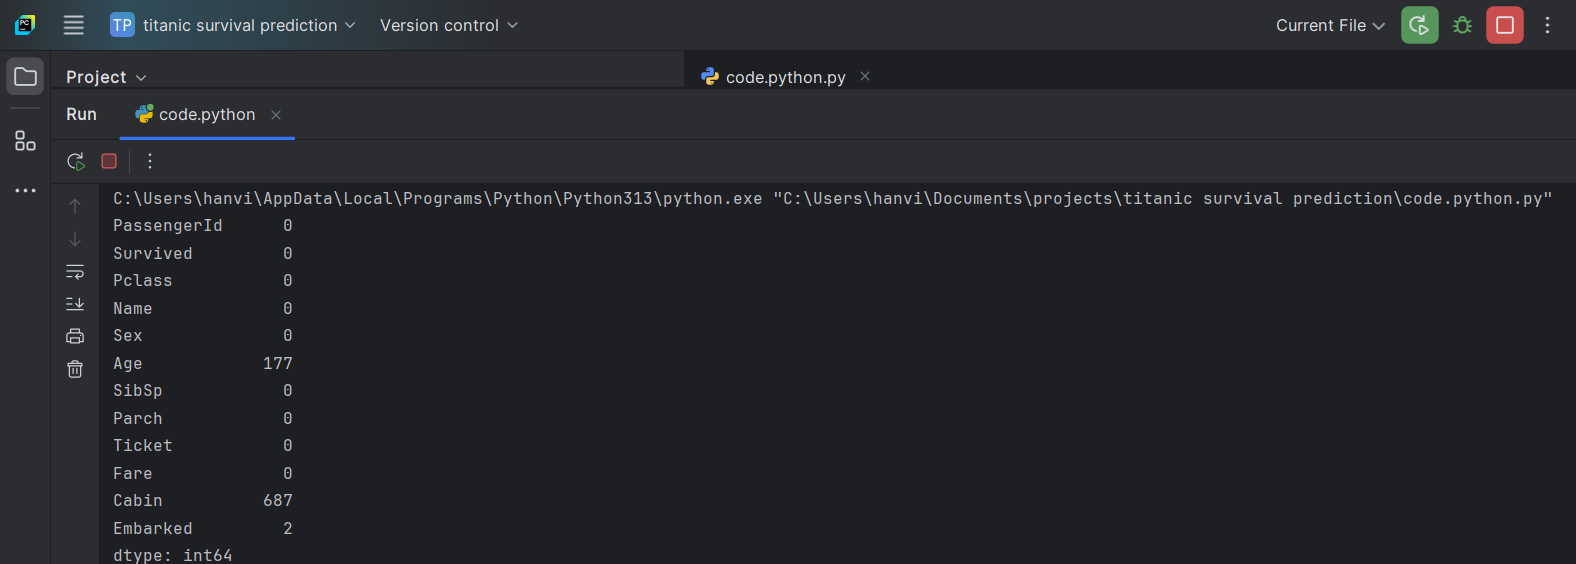 PC TP titanic survival prediction Version control Current File
Project code.python.py
Run code.python
C:\Users\hanvi\AppData\Local\Programs\Python\Python313\python.exe "C:\Users\hanvi\Documents\projects\titanic survival prediction\code.python.py"
PassengerId 0
Survived 0
Pclass 0
Name 0
Sex 0
Age 177
SibSp 0
Parch 0
Ticket 0
Fare 0
Cabin 687
Embarked 2
dtype: int64